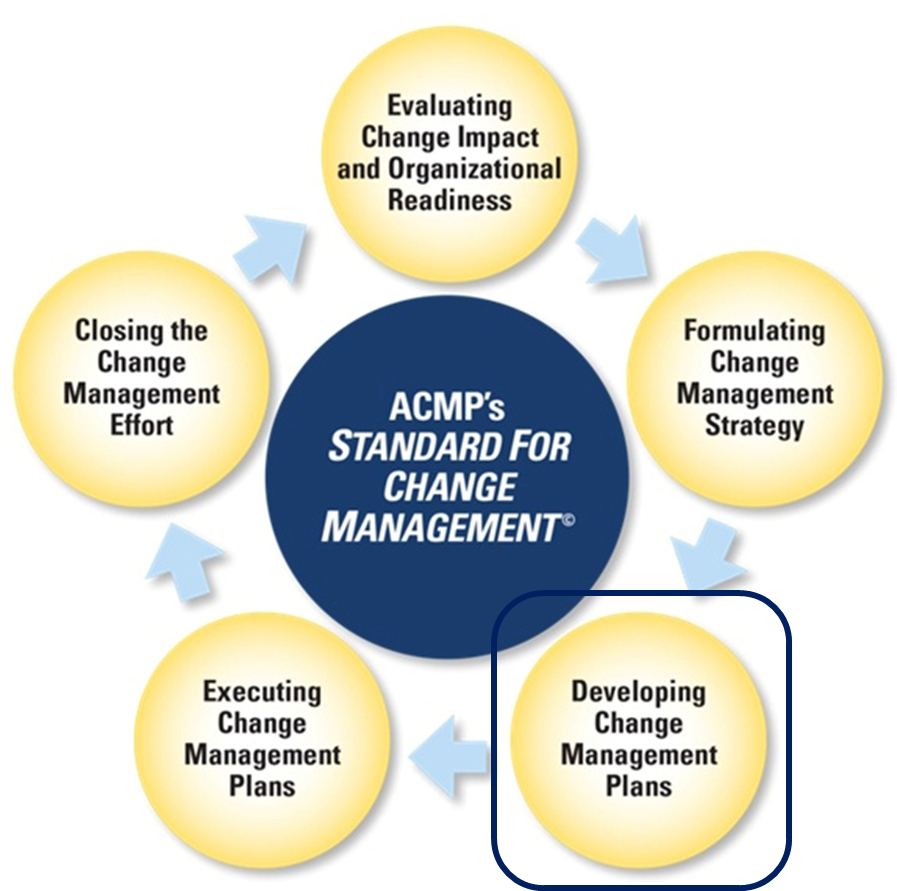 Evaluating
Change Impact
and Organizational
Readiness
Formulating
Change
Management
Strategy
Developing
Change
Management
Plans
Executing
Change
Management
Plans
Closing the
Change
Management
Effort
ACMP's
STANDARD FOR
CHANGE
MANAGEMENT©